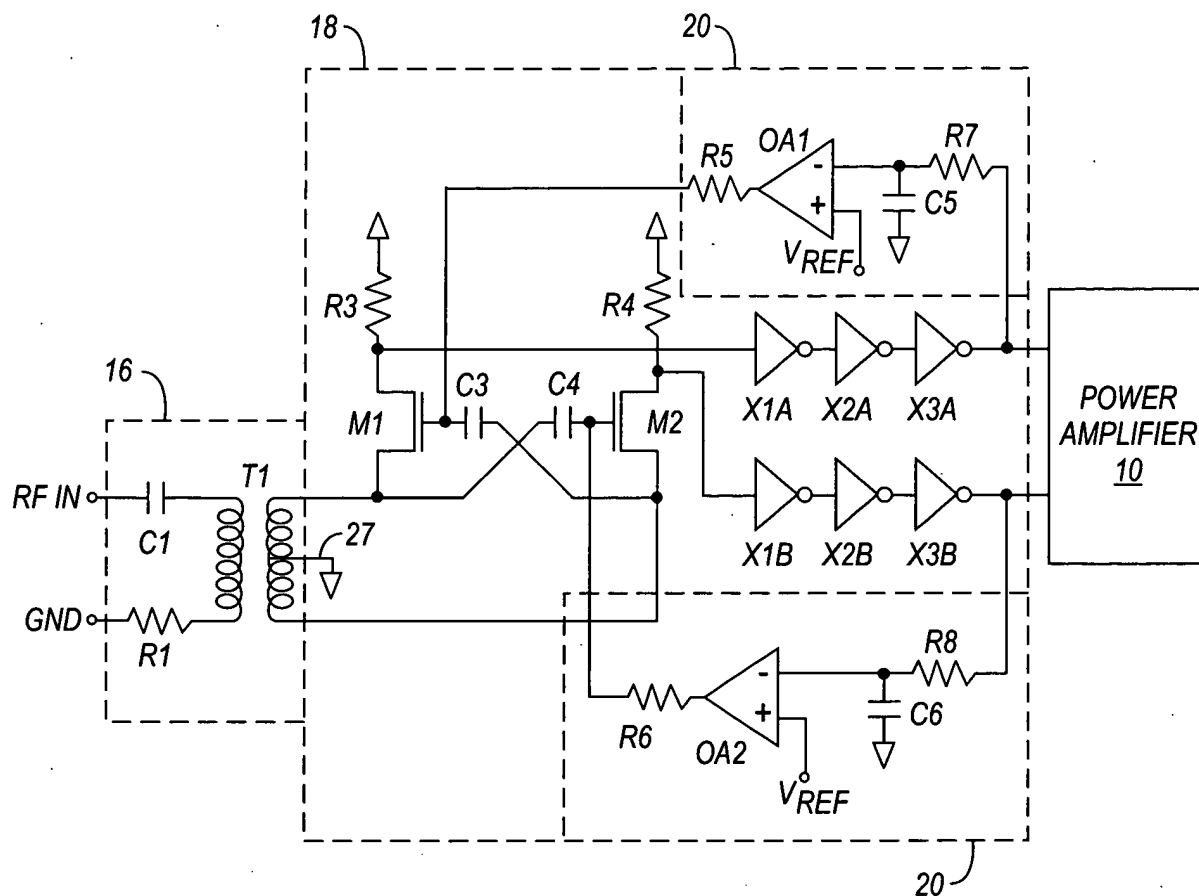 18
20
OA1
R7
R5
-
+
C5
VREF
R3
R4
16
C3
C4
M1
M2
X1A
X2A
X3A
POWER
AMPLIFIER
10
T1
RF IN
C1
27
X1B
X2B
X3B
GND
R1
R8
-
+
R6
OA2
C6
VREF
20